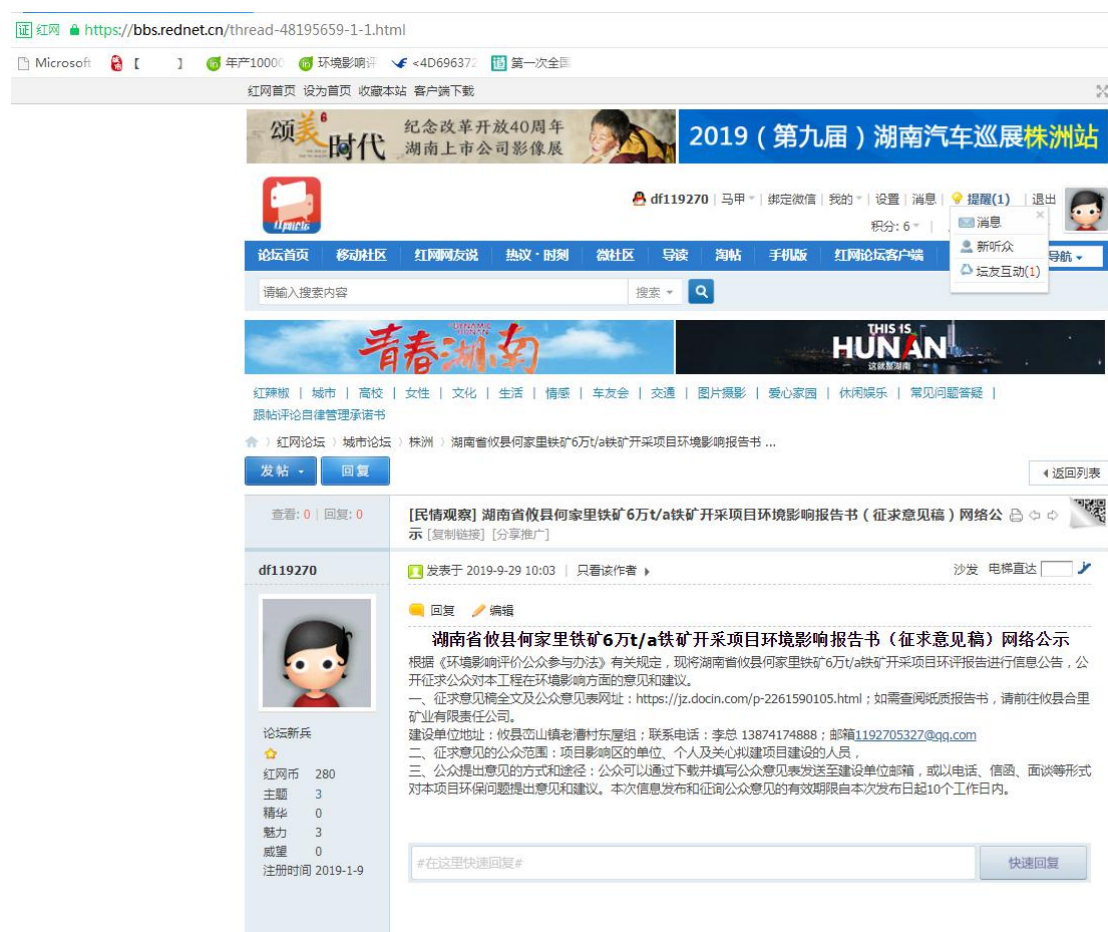 证 红网 https://bbs.rednet.cn/thread-48195659-1-1.html
Microsoft 【 】 年产10000 环境影响评 <4D696372 第一次全国
红网首页 设为首页 收藏本站 客户端下载
颂美时代 纪念改革开放40周年
湖南上市公司影像展
2019（第九届）湖南汽车巡展株洲站
df119270 | 马甲 | 绑定微信 | 我的 | 设置 | 消息 | 提醒(1) | 退出
积分: 6
消息
新听众
坛友互动(1)
论坛首页 移动社区 红网网友说 热议·时刻 微社区 导读 淘帖 手机版 红网论坛客户端 导航
请输入搜索内容 搜索
青春湖南
THIS IS
HUNAN
这就是湖南
红辣椒 | 城市 | 高校 | 女性 | 文化 | 生活 | 情感 | 车友会 | 交通 | 图片摄影 | 爱心家园 | 休闲娱乐 | 常见问题答疑 |
跟帖评论自律管理承诺书
红网论坛 〉 城市论坛 〉 株洲 〉 湖南省攸县何家里铁矿6万t/a铁矿开采项目环境影响报告书 ...
发帖 回复 返回列表
查看: 0 | 回复: 0
[民情观察] 湖南省攸县何家里铁矿6万t/a铁矿开采项目环境影响报告书（征求意见稿）网络公
示 [复制链接] [分享推广]
df119270
发表于 2019-9-29 10:03 | 只看该作者
沙发 电梯直达
回复 编辑
湖南省攸县何家里铁矿6万t/a铁矿开采项目环境影响报告书（征求意见稿）网络公示
根据《环境影响评价公众参与办法》有关规定，现将湖南省攸县何家里铁矿6万t/a铁矿开采项目环评报告进行信息公告，公
开征求公众对本工程在环境影响方面的意见和建议。
一、征求意见稿全文及公众意见表网址：https://jz.docin.com/p-2261590105.html；如需查阅纸质报告书，请前往攸县合里
矿业有限责任公司。
建设单位地址：攸县峦山镇老漕村东屋组；联系电话：李总 13874174888；邮箱1192705327@qq.com
二、征求意见的公众范围：项目影响区的单位、个人及关心拟建项目建设的人员，
三、公众提出意见的方式和途径：公众可以通过下载并填写公众意见表发送至建设单位邮箱，或以电话、信函、面谈等形式
对本项目环保问题提出意见和建议。本次信息发布和征询公众意见的有效期限自本次发布日起10个工作日内。
论坛新兵
红网币 280
主题 3
精华 0
魅力 3
威望 0
注册时间 2019-1-9
#在这里快速回复#
快速回复